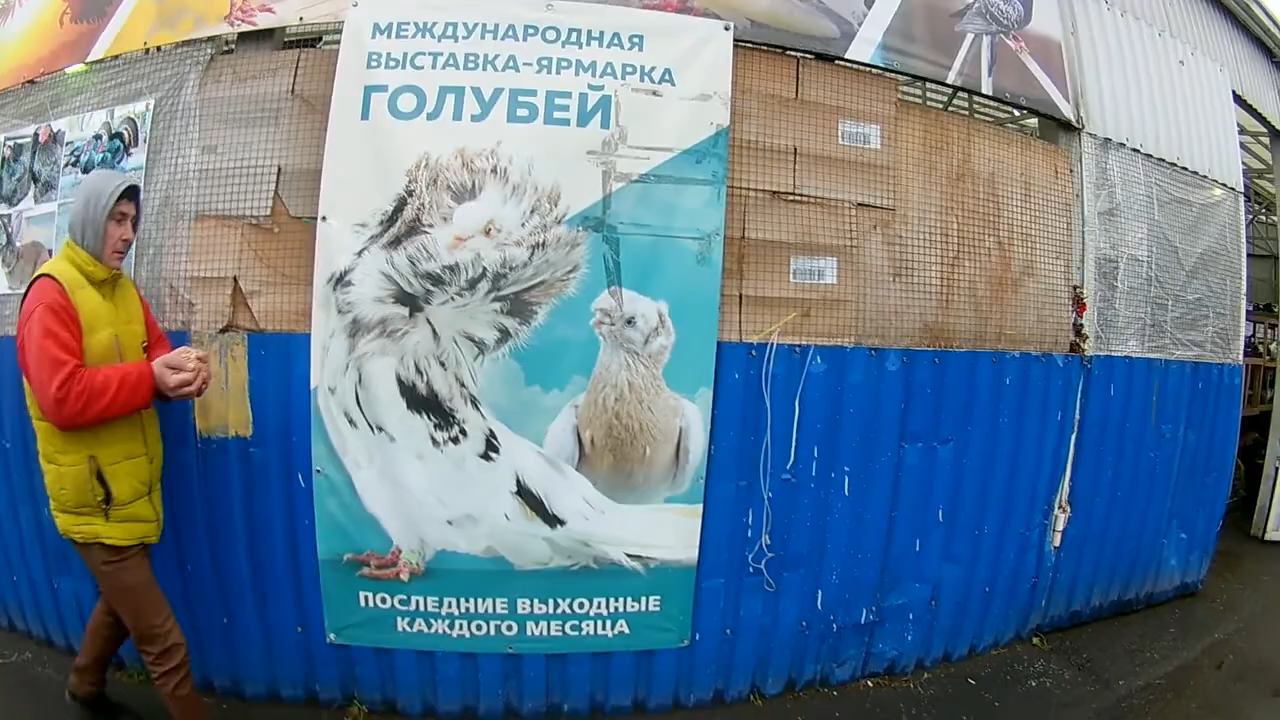 МЕЖДУНАРОДНАЯ
ВЫСТАВКА-ЯРМАРКА
ГОЛУБЕЙ
ПОСЛЕДНИЕ ВЫХОДНЫЕ
КАЖДОГО МЕСЯЦА